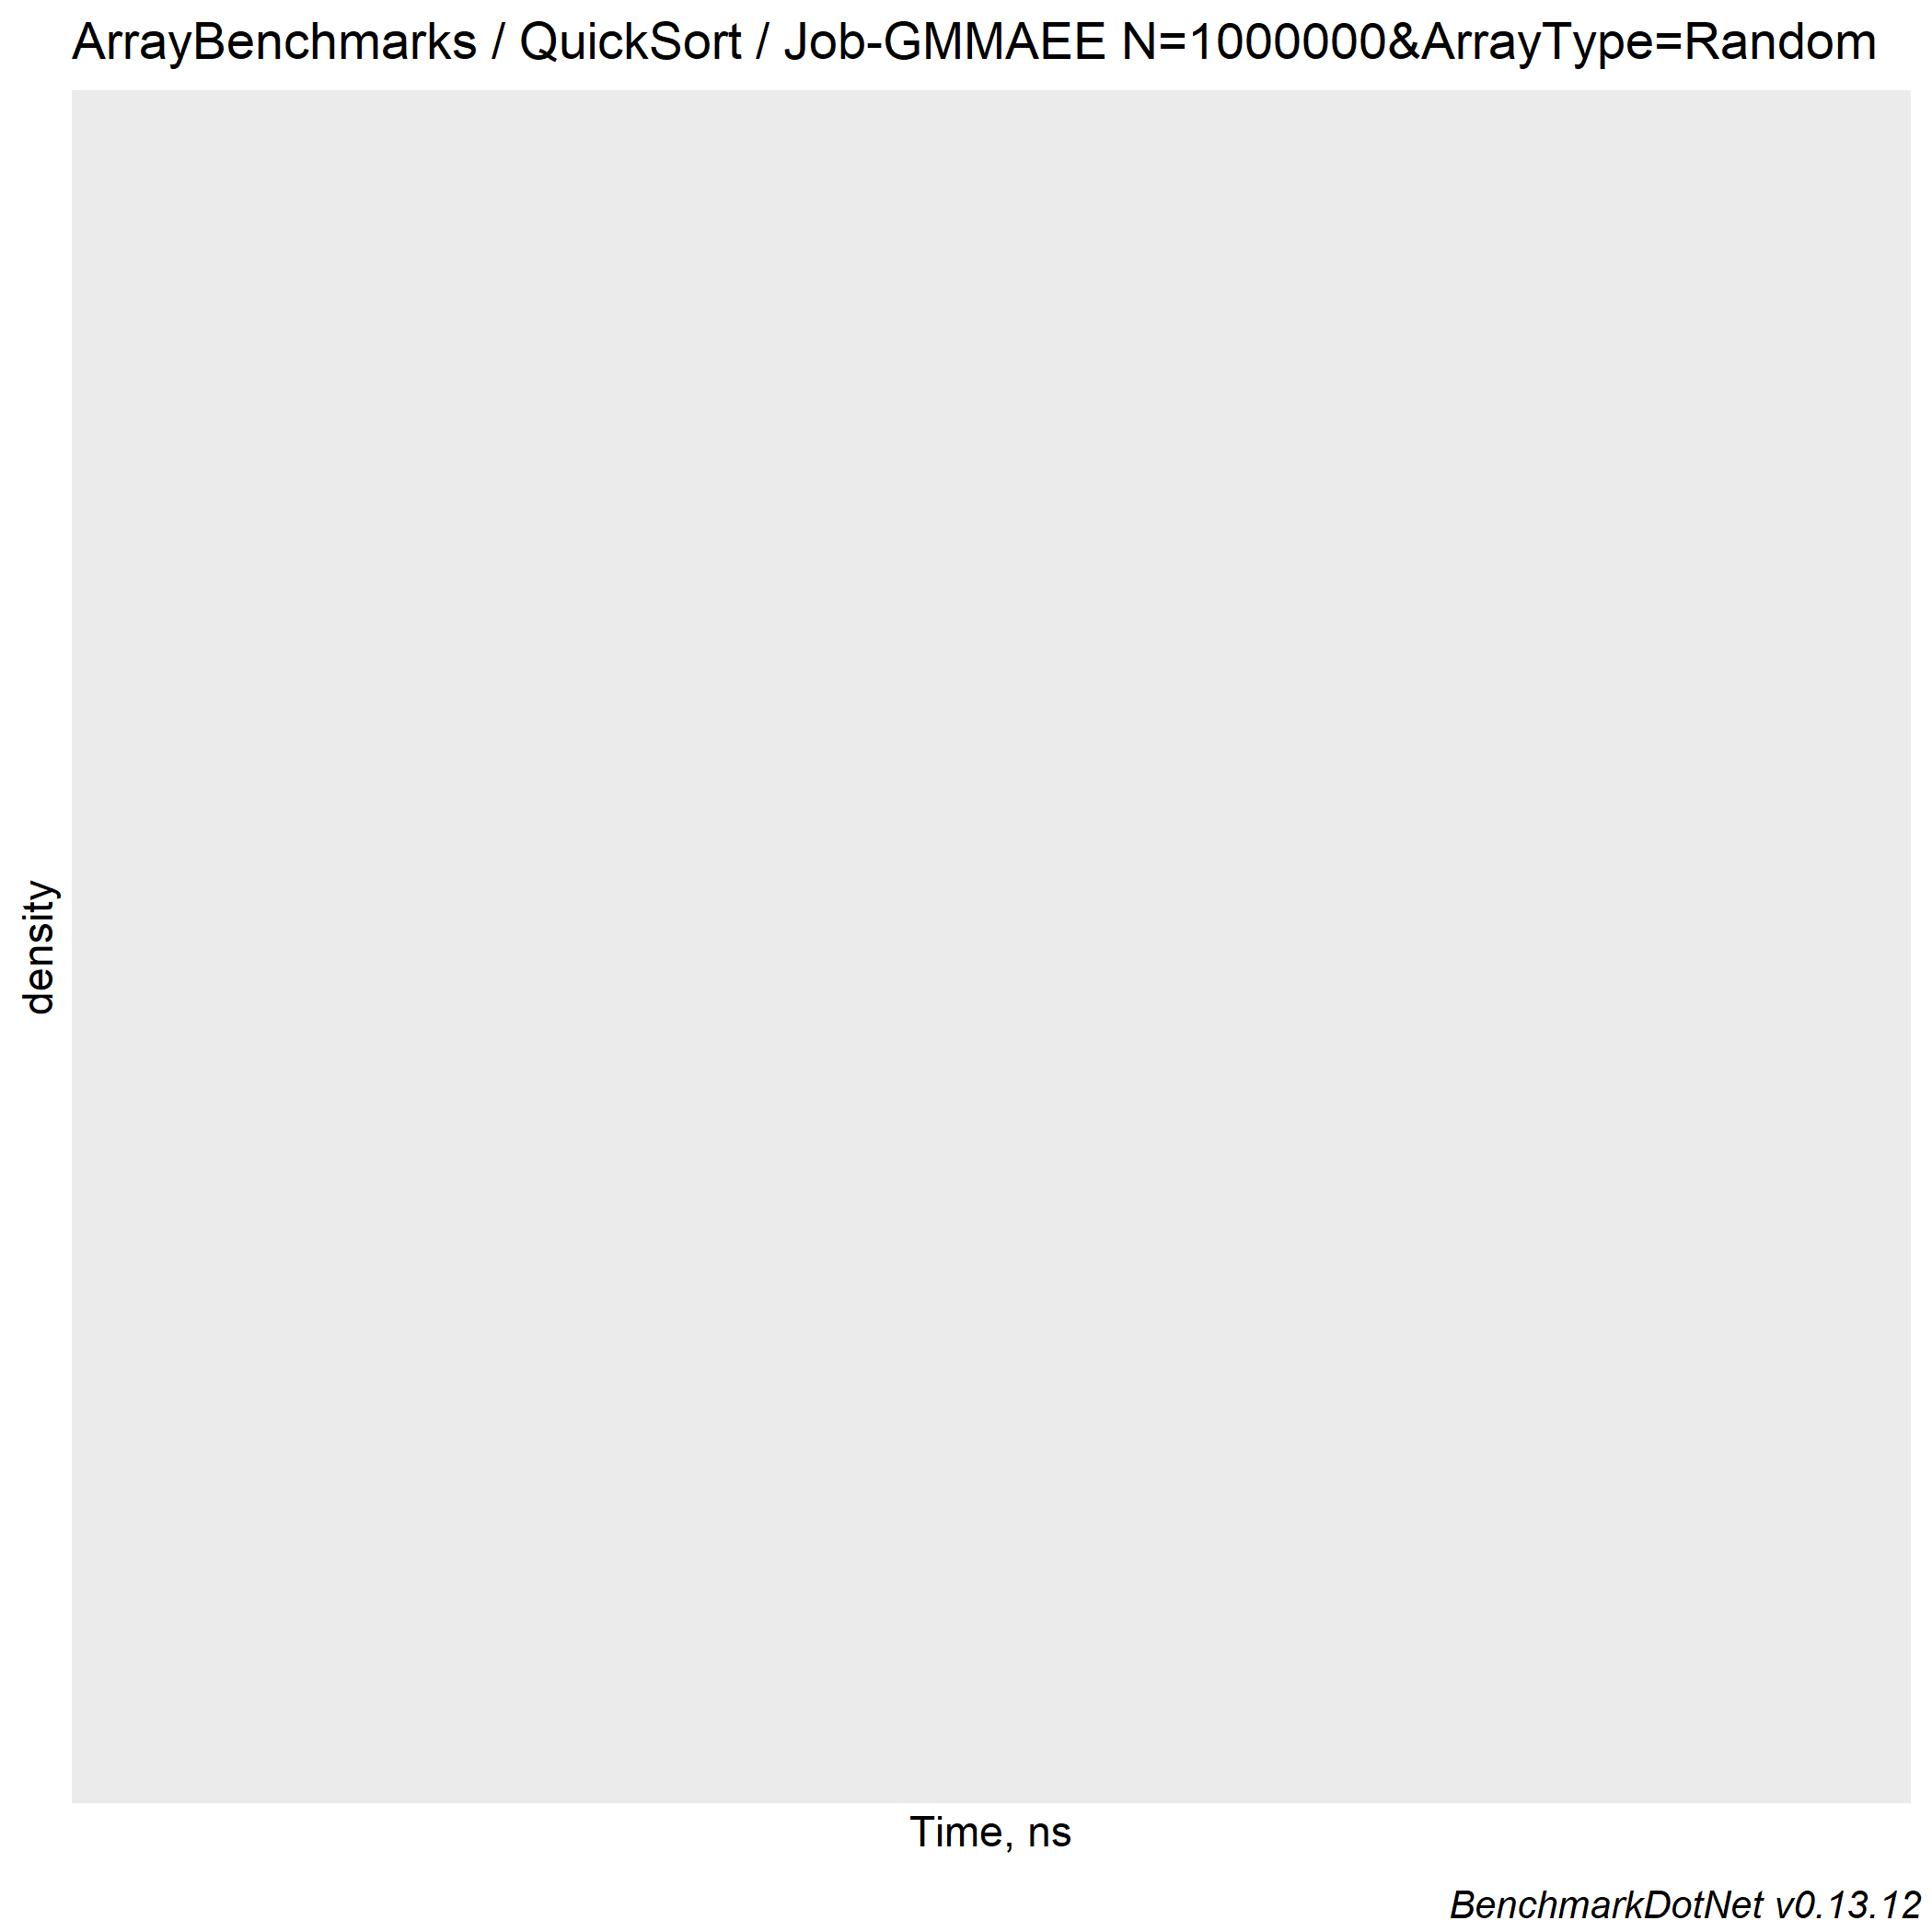 ArrayBenchmarks / QuickSort / Job-GMMAEE N=1000000&ArrayType=Random
density
Time, ns
BenchmarkDotNet v0.13.12